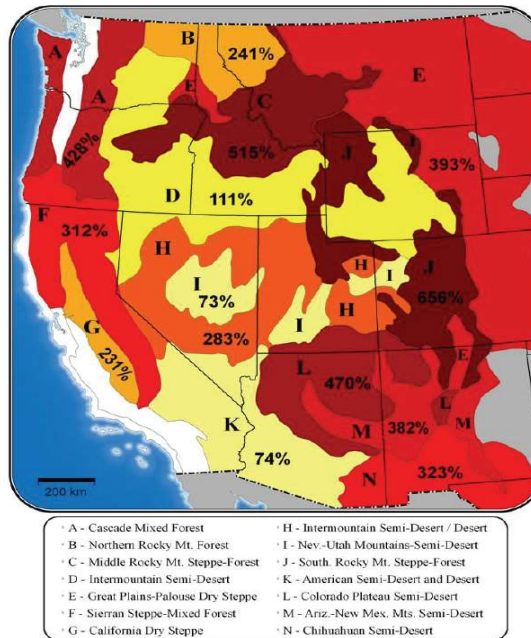 B
241%
A
E
A
E
C
428%
515%
J
J
393%
D
111%
F
312%
H
H
I
J
I
73%
656%
G
231%
283%
I
H
L
E
470%
K
L
M
382%
M
74%
N
323%
200 km
A - Cascade Mixed Forest
B - Northern Rocky Mt. Forest
C - Middle Rocky Mt. Steppe-Forest
D - Intermountain Semi-Desert
E - Great Plains-Palouse Dry Steppe
F - Sierran Steppe-Mixed Forest
G - California Dry Steppe
H - Intermountain Semi-Desert / Desert
I - Nev.-Utah Mountains-Semi-Desert
J - South. Rocky Mt. Steppe-Forest
K - American Semi-Desert and Desert
L - Colorado Plateau Semi-Desert
M - Ariz.-New Mex. Mts. Semi-Desert
N - Chihuahuan Semi-Desert